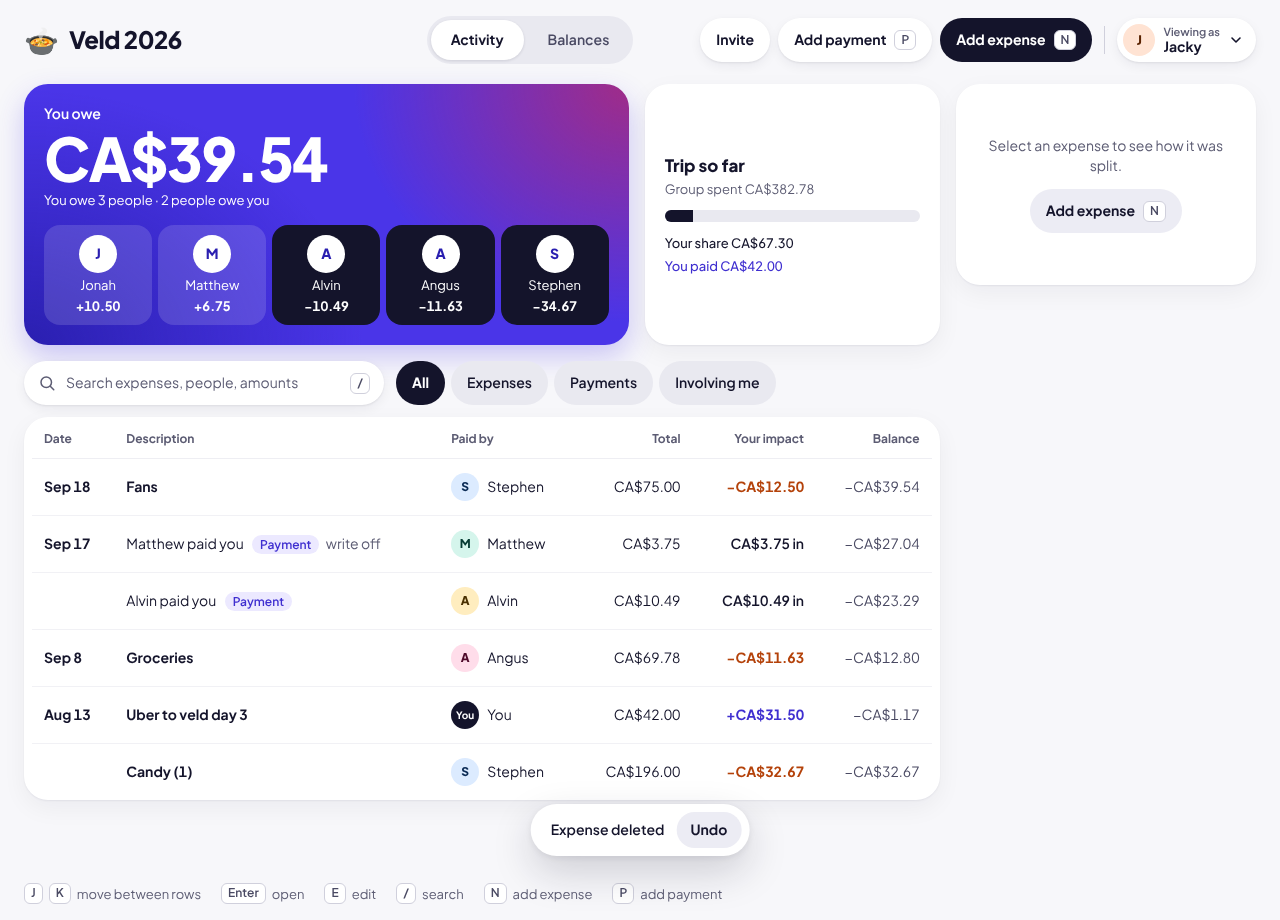 Veld 2026
Activity
Balances
Invite
Add payment P
Add expense N
J
Viewing as
Jacky
You owe
CA$39.54
You owe 3 people · 2 people owe you
J
Jonah
+10.50
M
Matthew
+6.75
A
Alvin
−10.49
A
Angus
−11.63
S
Stephen
−34.67
Trip so far
Group spent CA$382.78
Your share CA$67.30
You paid CA$42.00
Select an expense to see how it was
split.
Add expense N
Search expenses, people, amounts /
All
Expenses
Payments
Involving me
Date Description Paid by Total Your impact Balance
Sep 18 Fans S Stephen CA$75.00 −CA$12.50 −CA$39.54
Sep 17 Matthew paid you Payment write off M Matthew CA$3.75 CA$3.75 in −CA$27.04
Alvin paid you Payment A Alvin CA$10.49 CA$10.49 in −CA$23.29
Sep 8 Groceries A Angus CA$69.78 −CA$11.63 −CA$12.80
Aug 13 Uber to veld day 3 You You CA$42.00 +CA$31.50 −CA$1.17
Candy (1) S Stephen CA$196.00 −CA$32.67 −CA$32.67
Expense deleted Undo
J K move between rows Enter open E edit / search N add expense P add payment